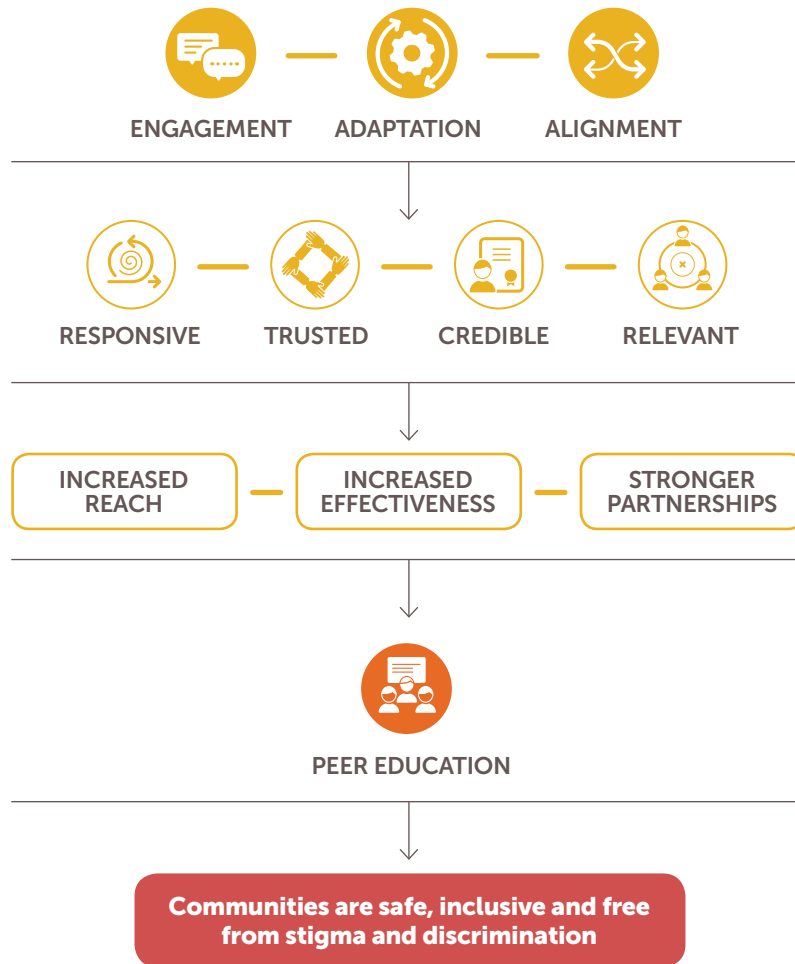 ENGAGEMENT ADAPTATION ALIGNMENT
RESPONSIVE TRUSTED CREDIBLE RELEVANT
INCREASED REACH
INCREASED EFFECTIVENESS
STRONGER PARTNERSHIPS
PEER EDUCATION
Communities are safe, inclusive and free
from stigma and discrimination